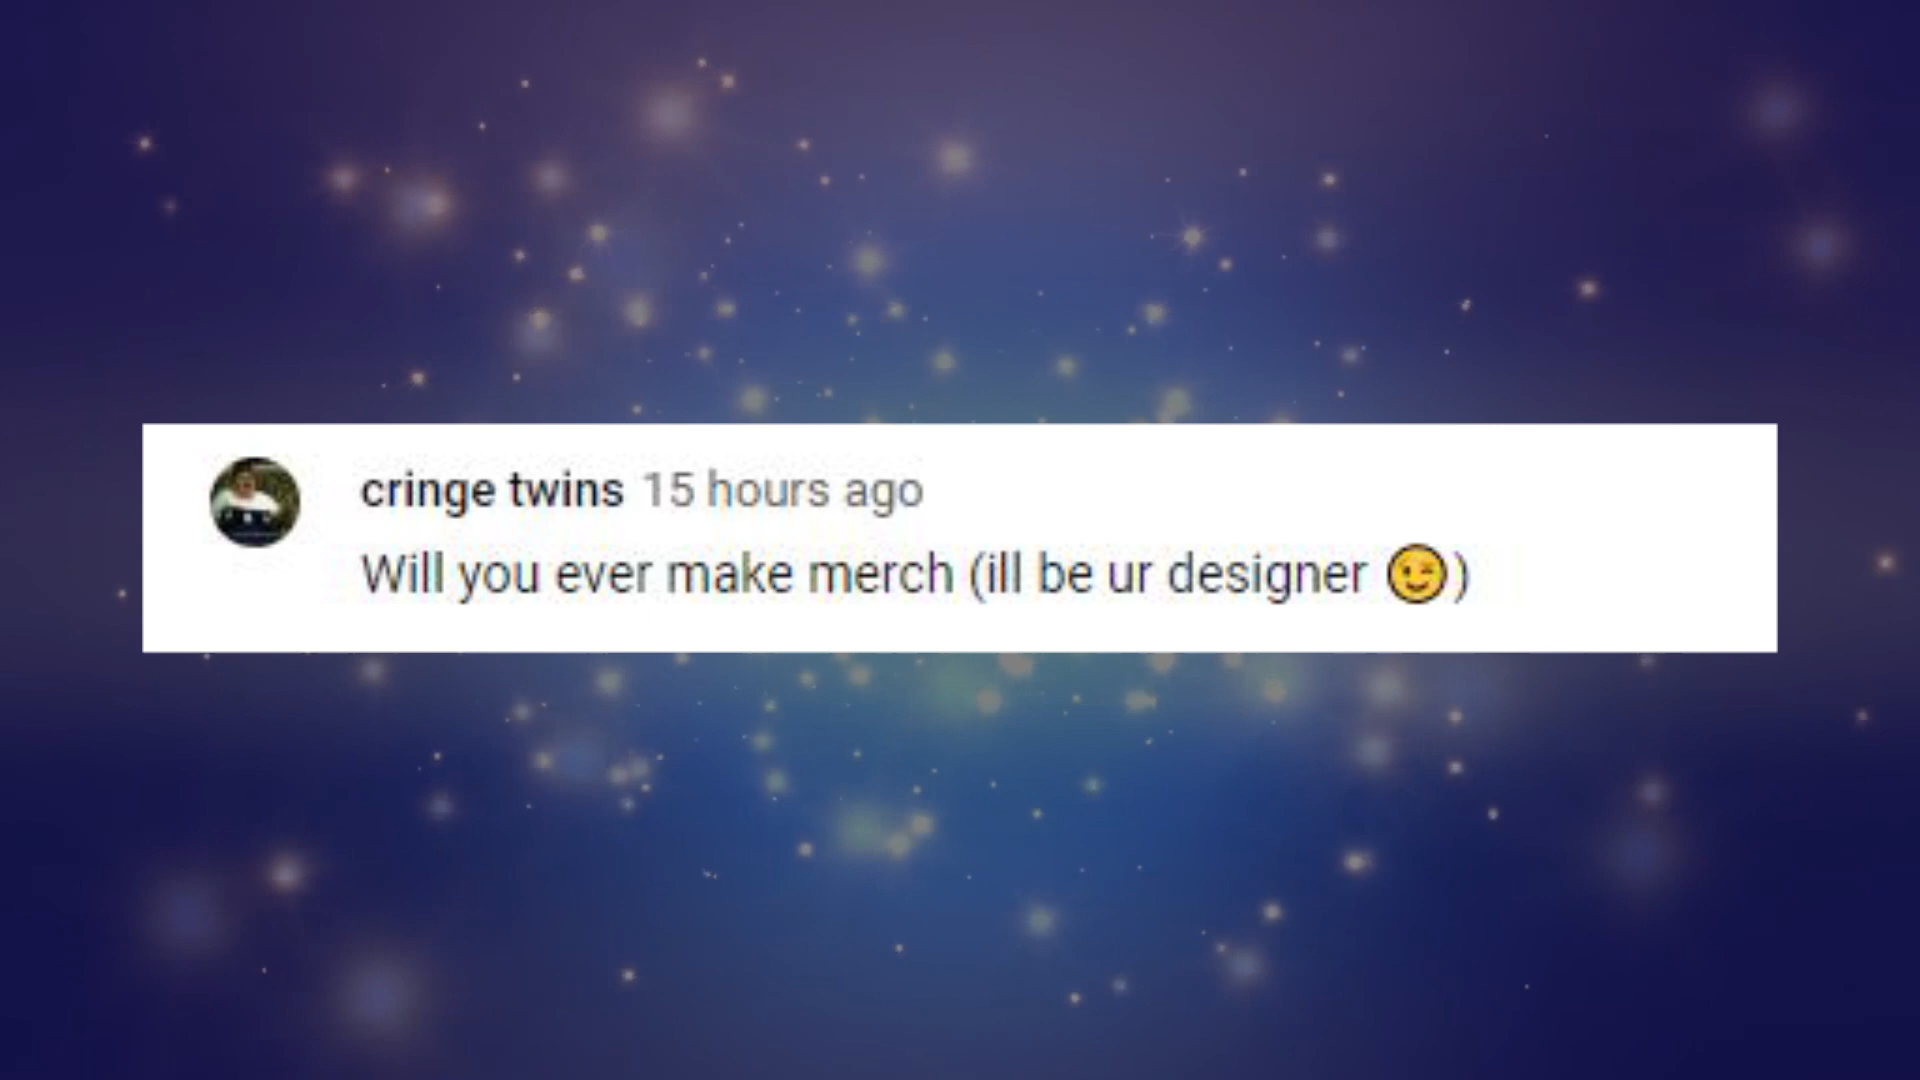 cringe twins 15 hours ago
Will you ever make merch (ill be ur designer 😉)